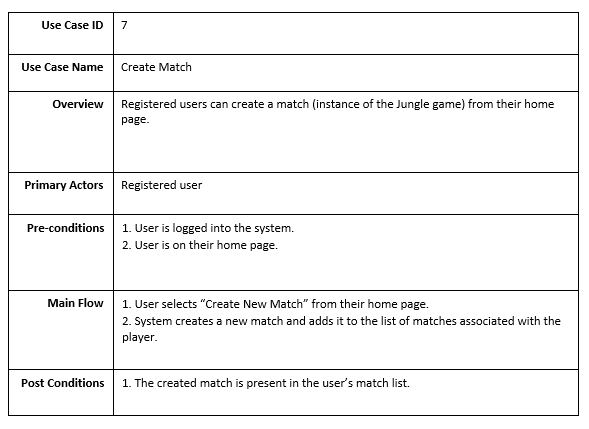 Use Case ID 7
Use Case Name Create Match
Overview Registered users can create a match (instance of the Jungle game) from their home
page.
Primary Actors Registered user
Pre-conditions 1. User is logged into the system.
2. User is on their home page.
Main Flow 1. User selects “Create New Match” from their home page.
2. System creates a new match and adds it to the list of matches associated with the
player.
Post Conditions 1. The created match is present in the user’s match list.